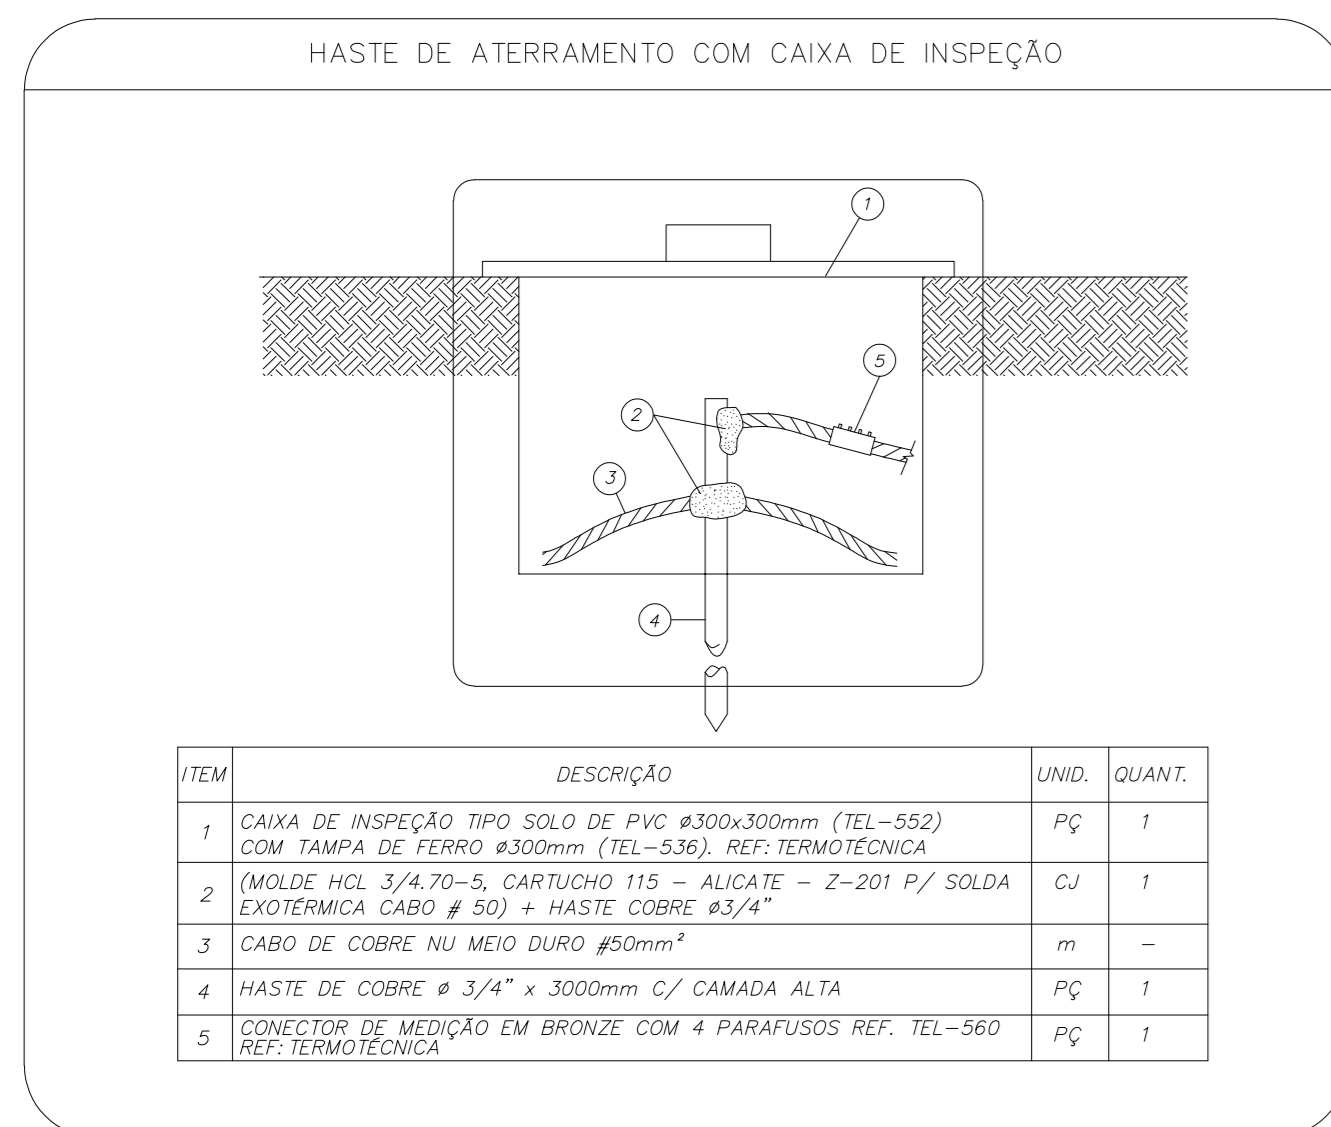 HASTE DE ATERRAMENTO COM CAIXA DE INSPEÇÃO
1
5
2
3
4
ITEM DESCRIÇÃO UNID. QUANT.
1 CAIXA DE INSPEÇÃO TIPO SOLO DE PVC ø300x300mm (TEL-552) PÇ 1
COM TAMPA DE FERRO ø300mm (TEL-536). REF: TERMOTÉCNICA
2 (MOLDE HCL 3/4.70-5, CARTUCHO 115 - ALICATE - Z-201 P/ SOLDA CJ 1
EXOTÉRMICA CABO # 50) + HASTE COBRE ø3/4"
3 CABO DE COBRE NU MEIO DURO #50mm² m -
4 HASTE DE COBRE ø 3/4" x 3000mm C/ CAMADA ALTA PÇ 1
5 CONECTOR DE MEDIÇÃO EM BRONZE COM 4 PARAFUSOS REF. TEL-560 PÇ 1
REF: TERMOTÉCNICA